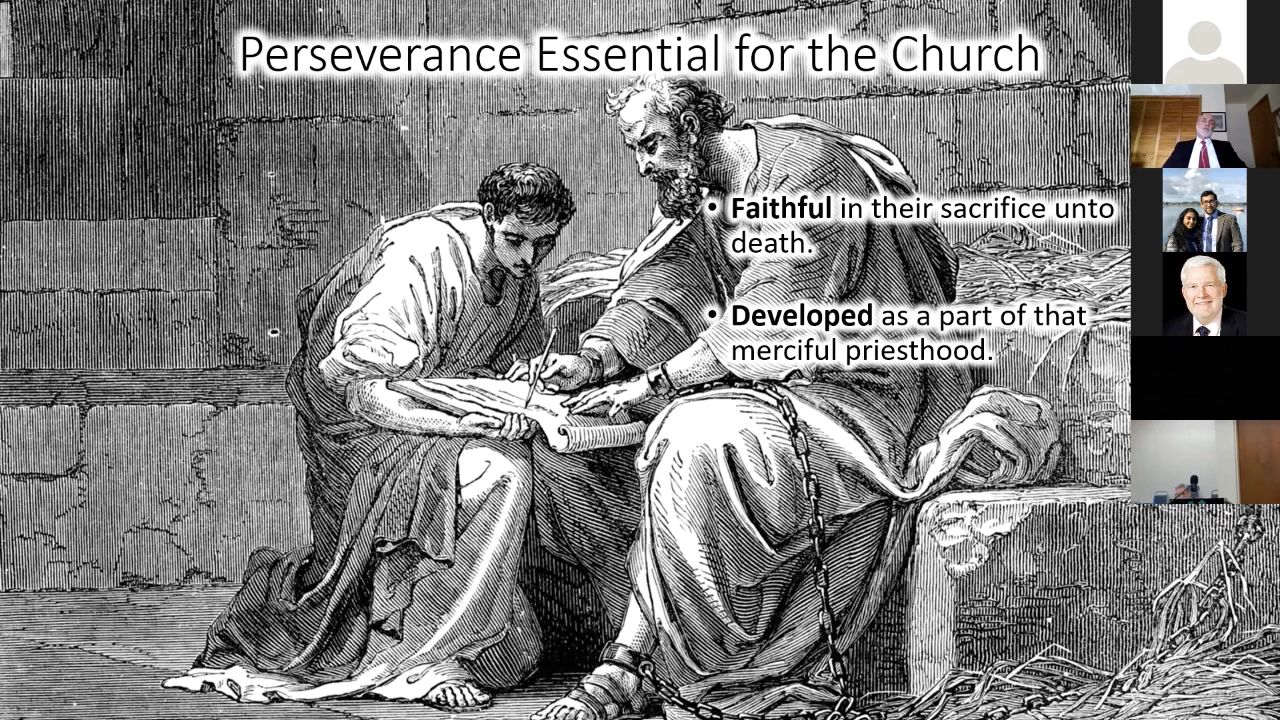 Perseverance Essential for the Church
• Faithful in their sacrifice unto
death.
• Developed as a part of that
merciful priesthood.